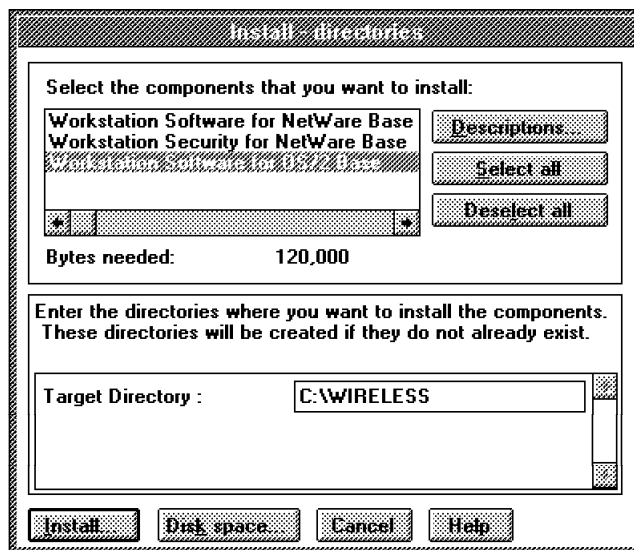 Install - directories
Select the components that you want to install:
Workstation Software for NetWare Base
Workstation Security for NetWare Base
Workstation Software for OS/2 Base
Descriptions...
Select all
Deselect all
Bytes needed: 120,000
Enter the directories where you want to install the components.
These directories will be created if they do not already exist.
Target Directory : C:\WIRELESS
Install... Disk space... Cancel Help